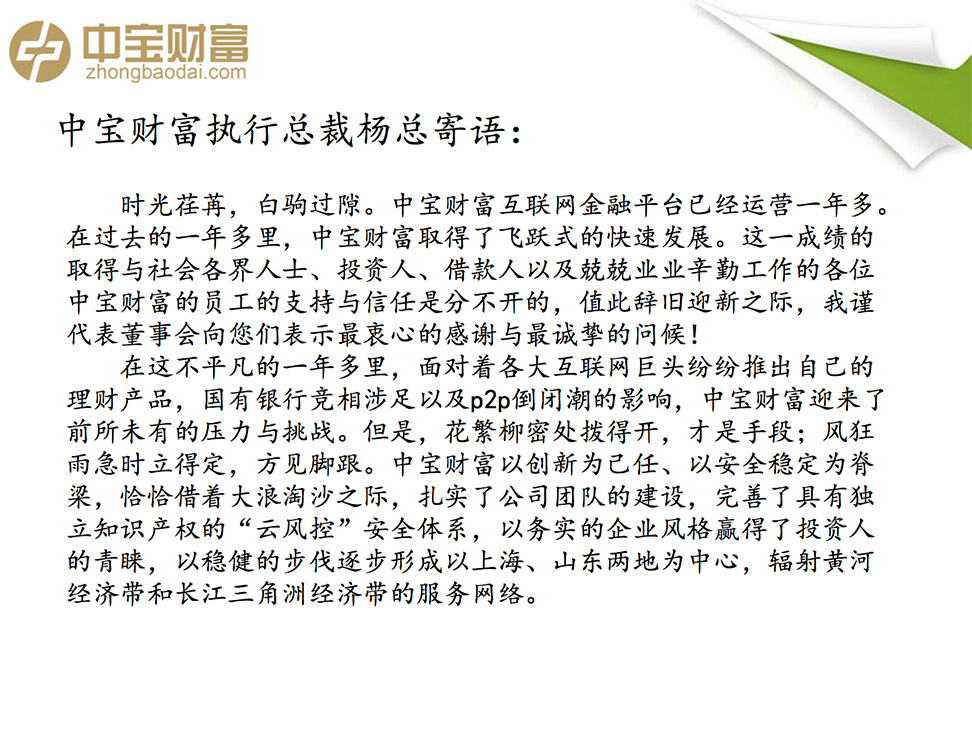 中宝财富
zhongbaodai.com
中宝财富执行总裁杨总寄语：
时光荏苒，白驹过隙。中宝财富互联网金融平台已经运营一年多。
在过去的一年多里，中宝财富取得了飞跃式的快速发展。这一成绩的
取得与社会各界人士、投资人、借款人以及兢兢业业辛勤工作的各位
中宝财富的员工的支持与信任是分不开的，值此辞旧迎新之际，我谨
代表董事会向您们表示最衷心的感谢与最诚挚的问候！
在这不平凡的一年多里，面对着各大互联网巨头纷纷推出自己的
理财产品，国有银行竞相涉足以及p2p倒闭潮的影响，中宝财富迎来了
前所未有的压力与挑战。但是，花繁柳密处拨得开，才是手段；风狂
雨急时立得定，方见脚跟。中宝财富以创新为己任、以安全稳定为脊
梁，恰恰借着大浪淘沙之际，扎实了公司团队的建设，完善了具有独
立知识产权的“云风控”安全体系，以务实的企业风格赢得了投资人
的青睐，以稳健的步伐逐步形成以上海、山东两地为中心，辐射黄河
经济带和长江三角洲经济带的服务网络。